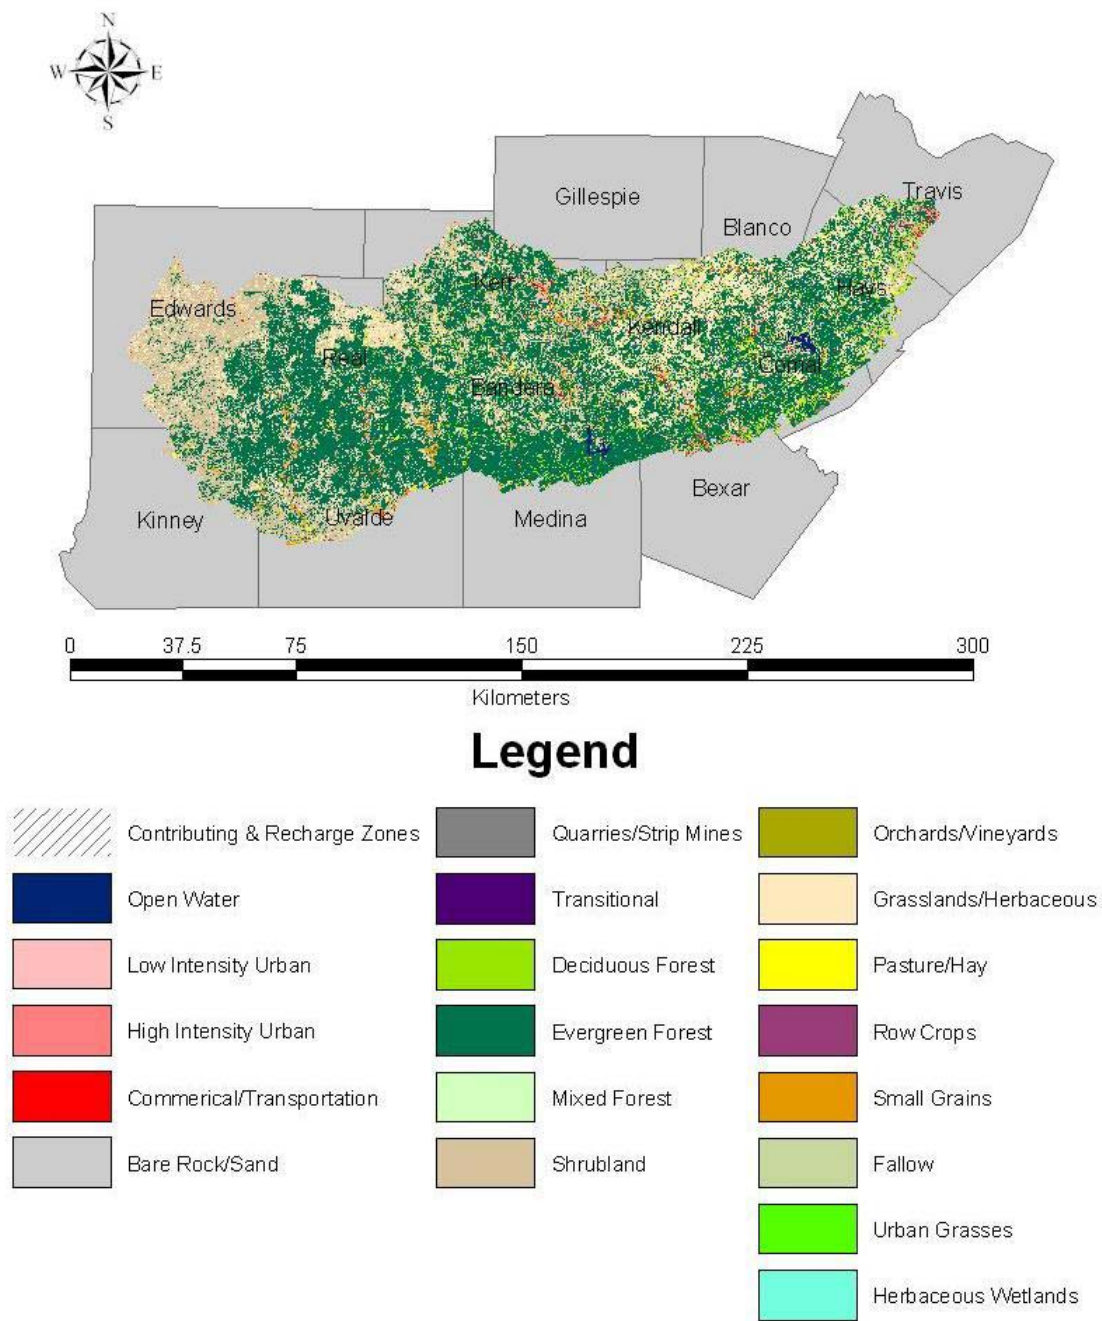 N
W E
S
Travis
Gillespie
Blanco
Kerr
Hays
Edwards
Kendall
Real
Comal
Bandera
Bexar
Kinney
Uvalde
Medina
0 37.5 75 150 225 300
Kilometers
Legend
Contributing & Recharge Zones
Open Water
Low Intensity Urban
High Intensity Urban
Commerical/Transportation
Bare Rock/Sand
Quarries/Strip Mines
Transitional
Deciduous Forest
Evergreen Forest
Mixed Forest
Shrubland
Orchards/Vineyards
Grasslands/Herbaceous
Pasture/Hay
Row Crops
Small Grains
Fallow
Urban Grasses
Herbaceous Wetlands